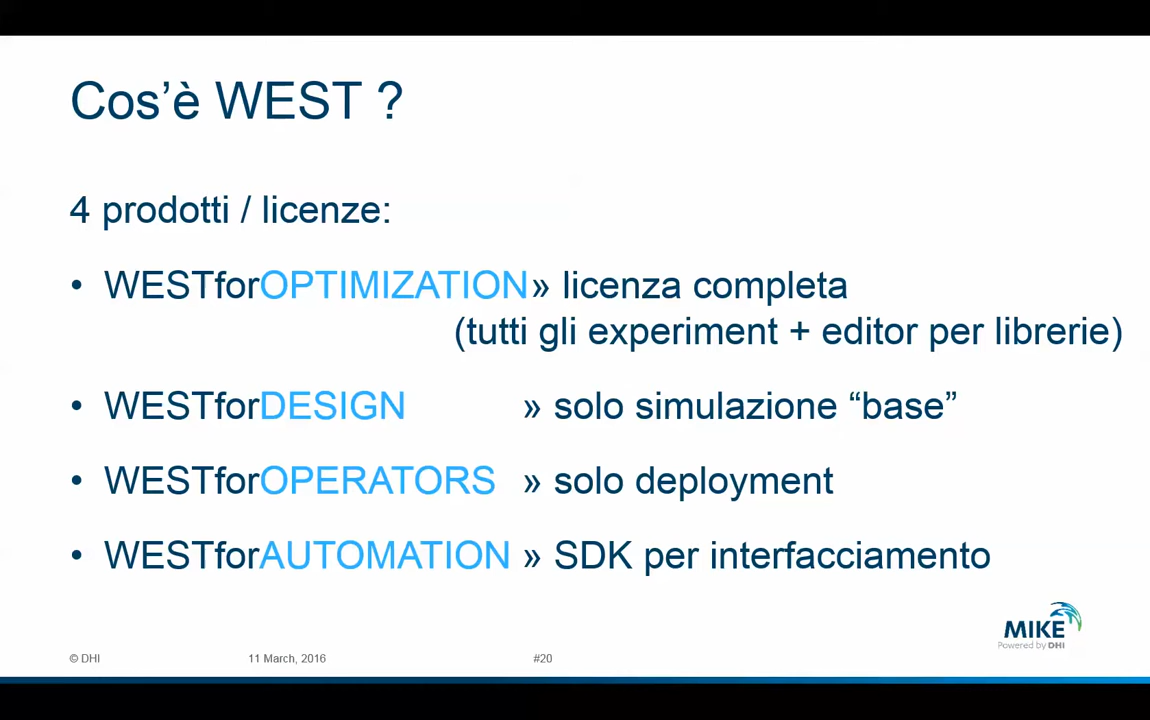 Cos’è WEST ?
4 prodotti / licenze:
• WESTforOPTIMIZATION » licenza completa
(tutti gli experiment + editor per librerie)
• WESTforDESIGN » solo simulazione “base”
• WESTforOPERATORS » solo deployment
• WESTforAUTOMATION » SDK per interfacciamento
MIKE
Powered by DHI
© DHI 11 March, 2016 #20